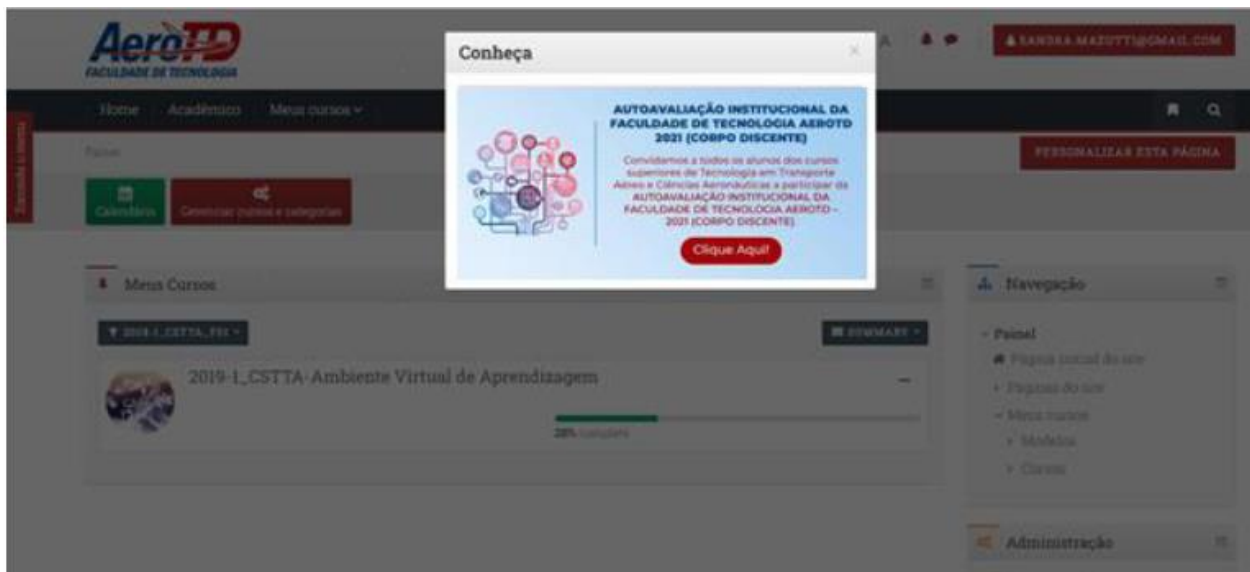 AeroTD
FACULDADE DE TECNOLOGIA
SANDRA.MAZUTTI@GMAIL.COM
Conheça
×
Home Acadêmico Meus cursos
Painel
PERSONALIZAR ESTA PÁGINA
Calendário
Gerenciar cursos e categorias
AUTOAVALIAÇÃO INSTITUCIONAL DA
FACULDADE DE TECNOLOGIA AEROTD
2021 (CORPO DISCENTE)
Convidamos a todos os alunos dos cursos
superiores de Tecnologia em Transporte
Aéreo e Ciências Aeronáuticas a participar da
AUTOAVALIAÇÃO INSTITUCIONAL DA
FACULDADE DE TECNOLOGIA AEROTD –
2021 (CORPO DISCENTE)
Clique Aqui!
Meus Cursos
SUMMARY
2019-1_CSTTA-Ambiente Virtual de Aprendizagem
28% completo
Navegação
Painel
Página inicial do site
Páginas do site
Meus cursos
Modelos
Cursos
Administração